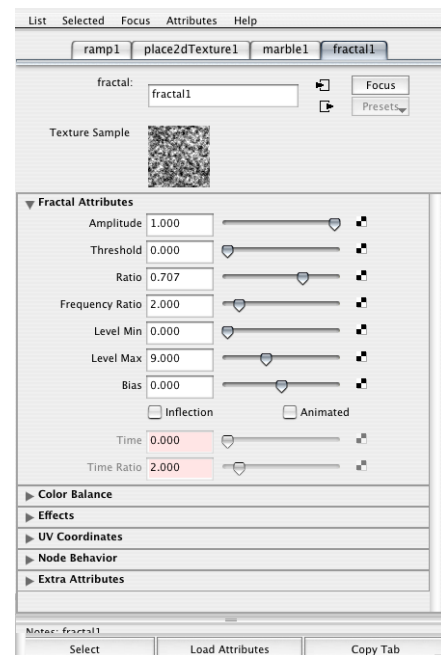 List Selected Focus Attributes Help
ramp1 place2dTexture1 marble1 fractal1
fractal: fractal1 Focus
Presets
Texture Sample
Fractal Attributes
Amplitude 1.000
Threshold 0.000
Ratio 0.707
Frequency Ratio 2.000
Level Min 0.000
Level Max 9.000
Bias 0.000
Inflection Animated
Time 0.000
Time Ratio 2.000
Color Balance
Effects
UV Coordinates
Node Behavior
Extra Attributes
Notes: fractal1
Select Load Attributes Copy Tab